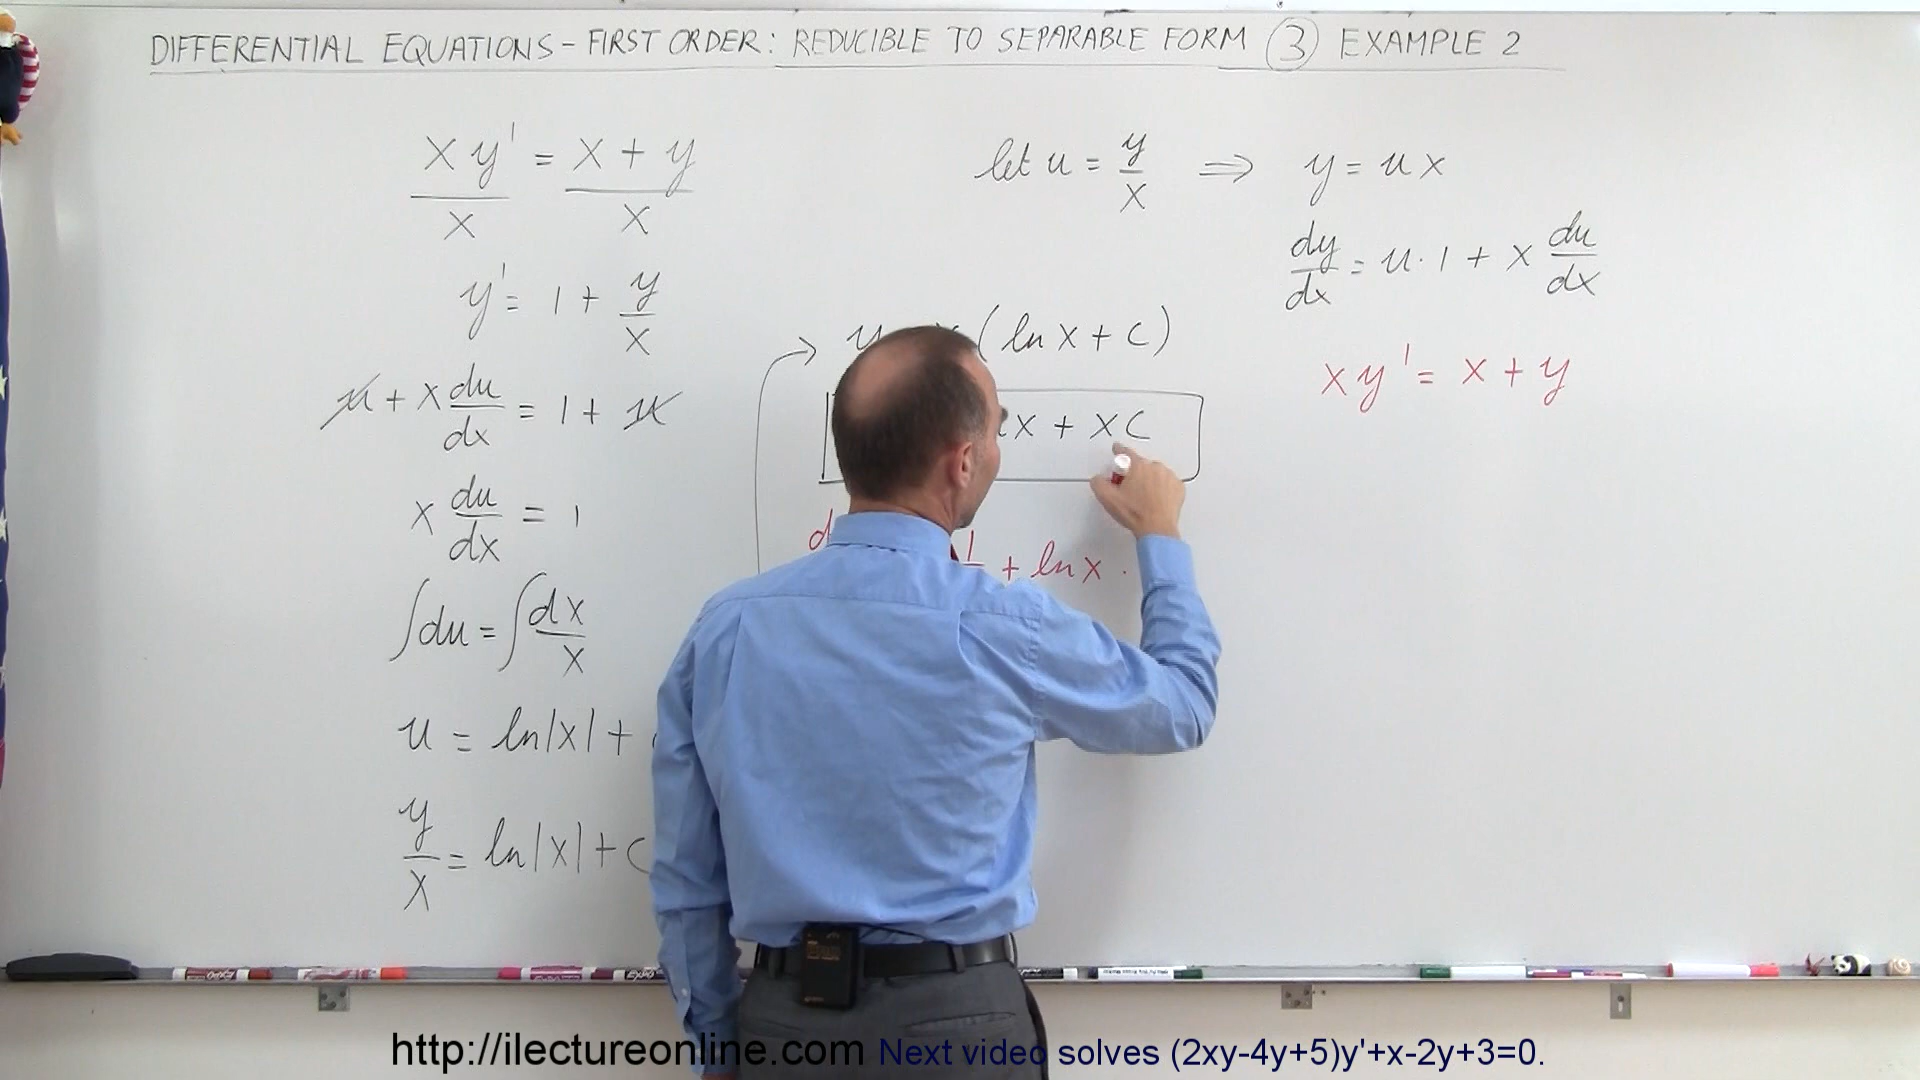 DIFFERENTIAL EQUATIONS - FIRST ORDER: REDUCIBLE TO SEPARABLE FORM (3) EXAMPLE 2
xy' = x + y
x x
y' = 1 + y/x
u + x du/dx = 1 + u
x du/dx = 1
∫du = ∫dx/x
u = ln|x| +
y/x = ln|x| + C
let u = y/x ⇒ y = ux
dy/dx = u·1 + x du/dx
(ln x + C)
x + xC
+ ln x ·
xy' = x + y
http://ilectureonline.com Next video solves (2xy-4y+5)y'+x-2y+3=0.